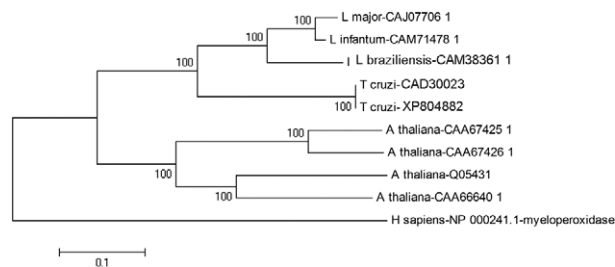 L major-CAJ07706 1
100
L infantum-CAM71478 1
100
L braziliensis-CAM38361 1
100
T cruzi-CAD30023
100
T cruzi-XP804882
A thaliana-CAA67425 1
100
A thaliana-CAA67426 1
100
A thaliana-Q05431
100
A thaliana-CAA66640 1
H sapiens-NP 000241.1-myeloperoxidase
0.1